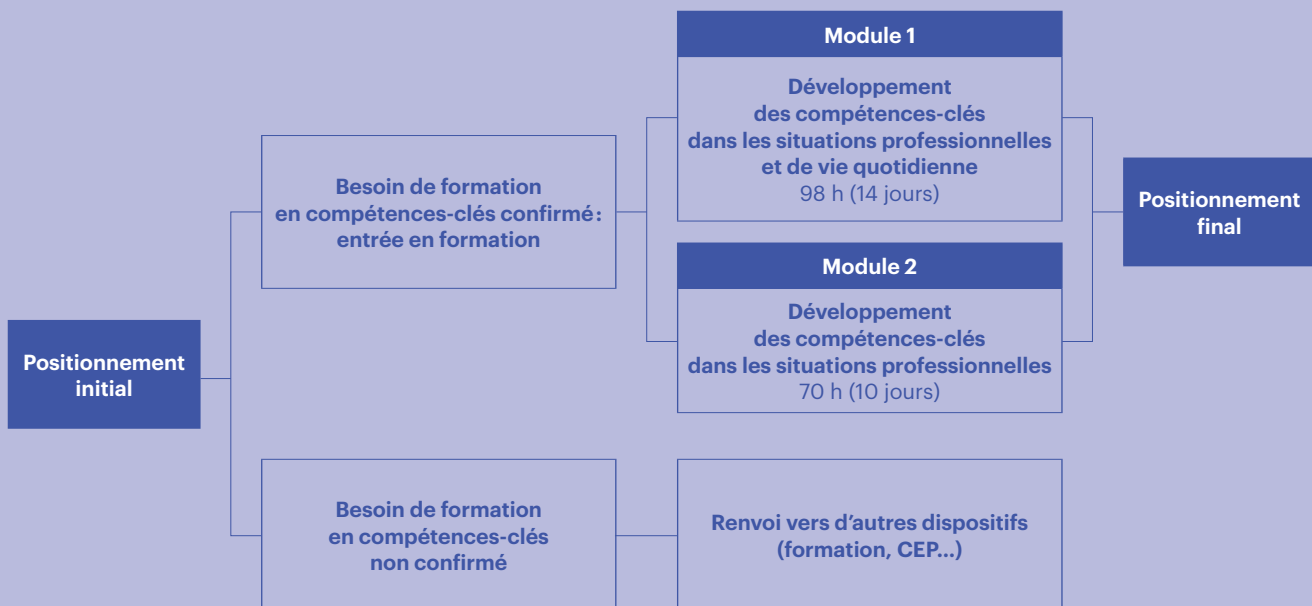 Positionnement
initial
Besoin de formation
en compétences-clés confirmé :
entrée en formation
Module 1
Développement
des compétences-clés
dans les situations professionnelles
et de vie quotidienne
98 h (14 jours)
Module 2
Développement
des compétences-clés
dans les situations professionnelles
70 h (10 jours)
Positionnement
final
Besoin de formation
en compétences-clés
non confirmé
Renvoi vers d’autres dispositifs
(formation, CEP…)